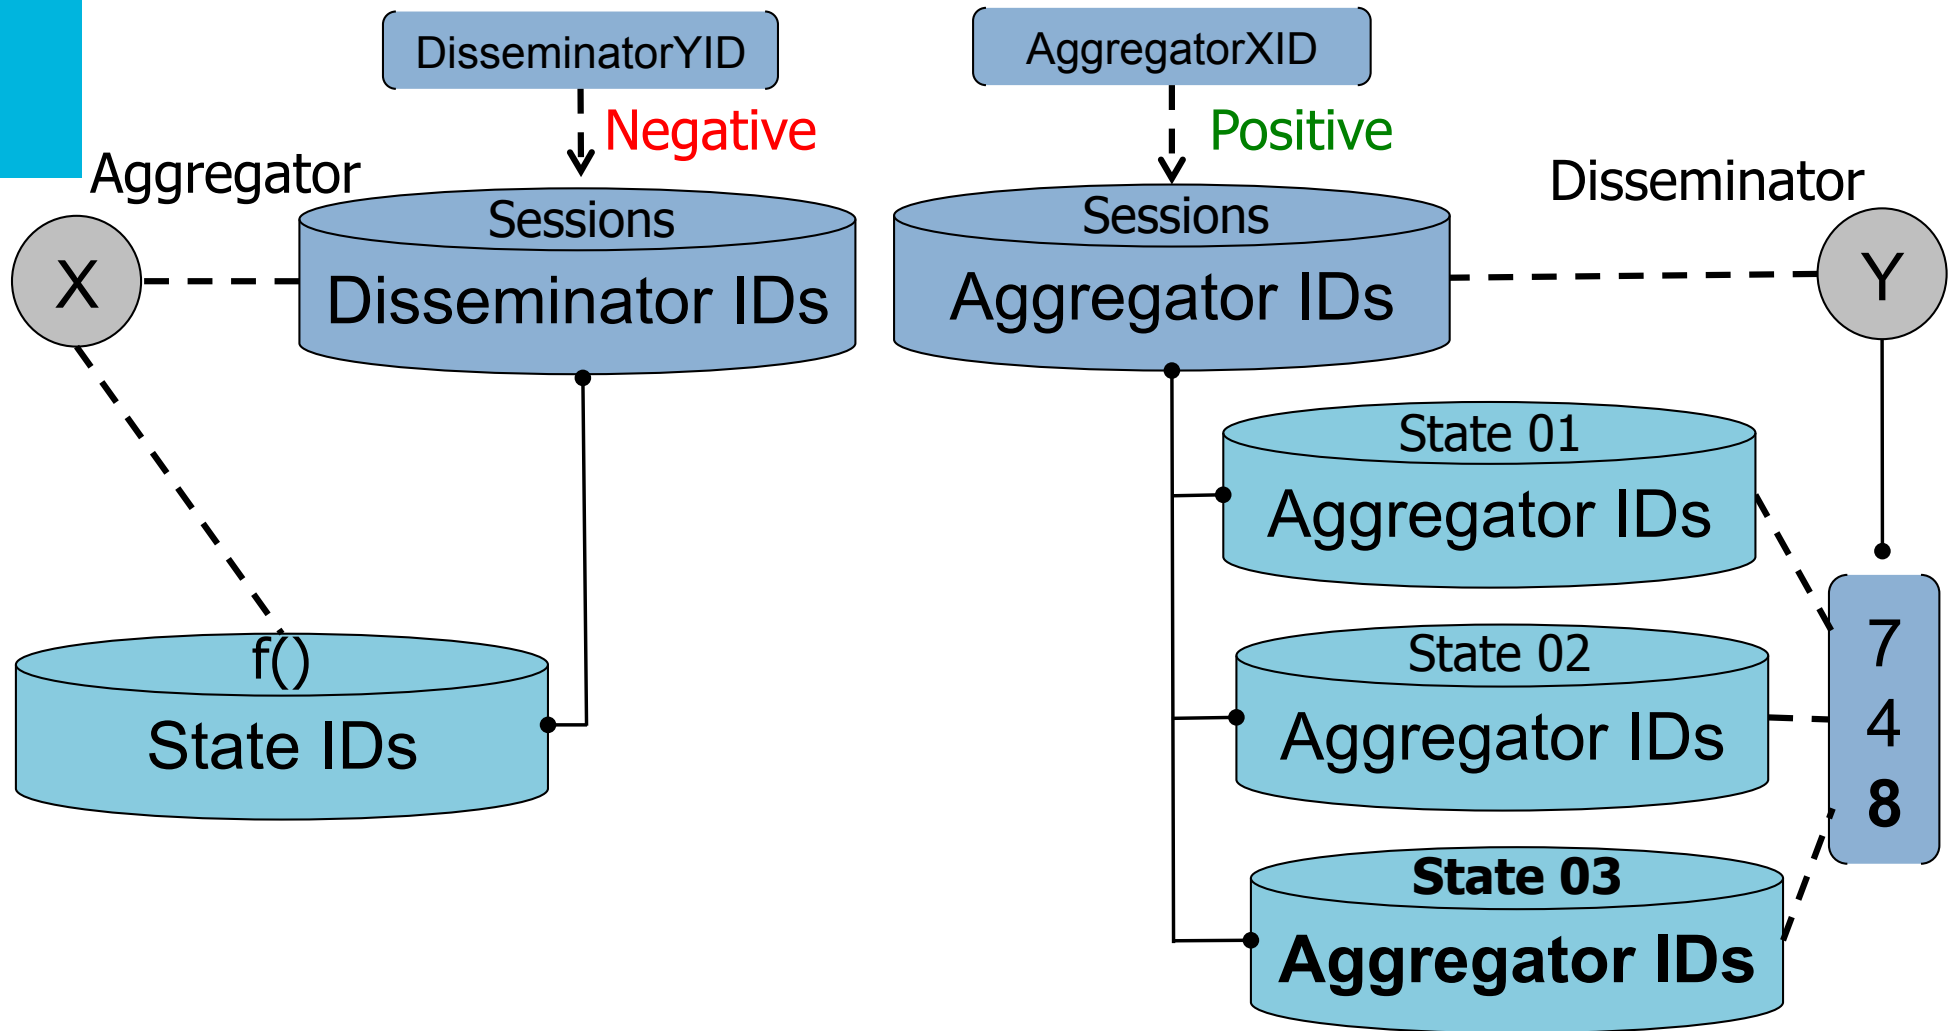 DisseminatorYID
AggregatorXID
Negative
Positive
Aggregator
Disseminator
Sessions
Disseminator IDs
Sessions
Aggregator IDs
X
Y
State 01
Aggregator IDs
f()
State IDs
State 02
Aggregator IDs
7
4
8
State 03
Aggregator IDs